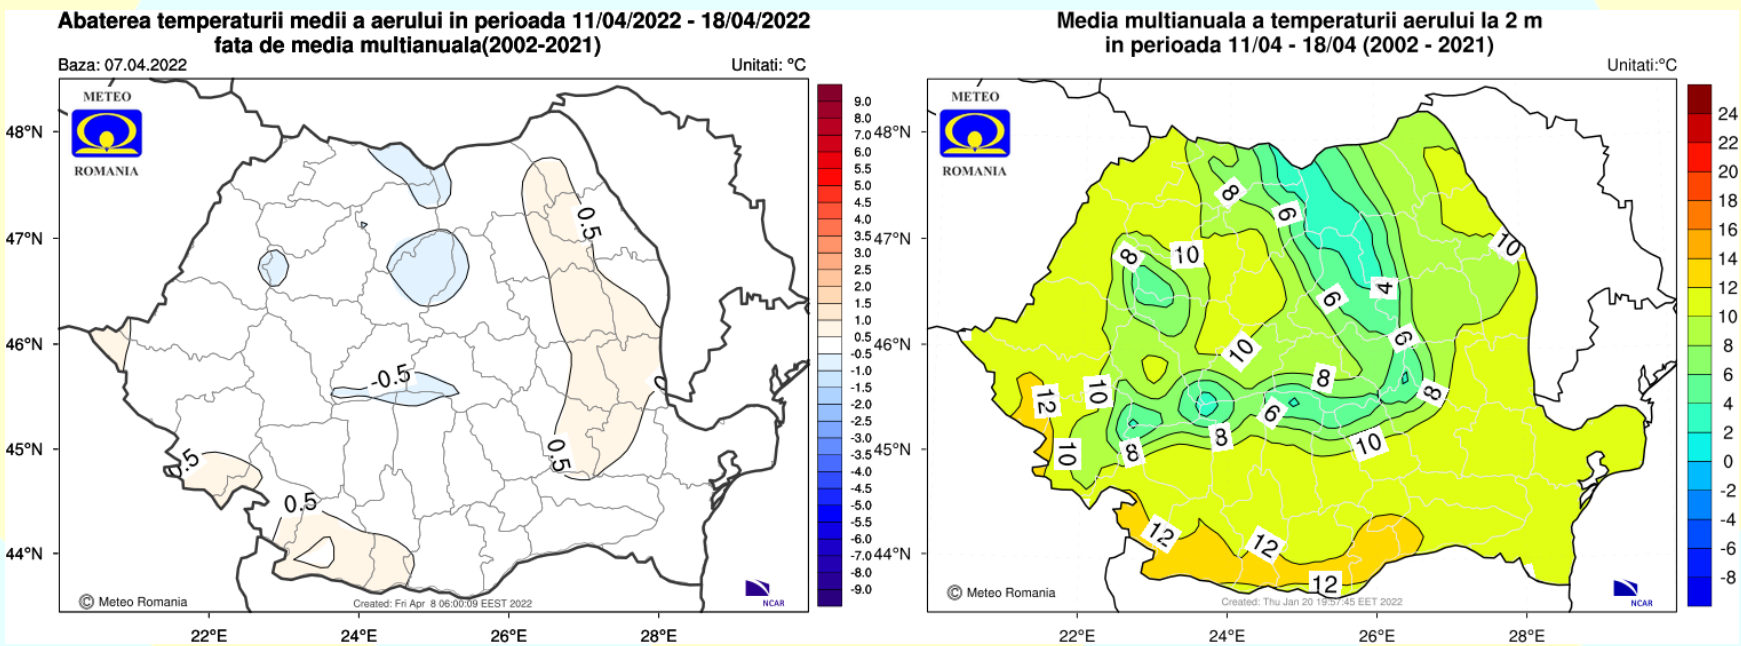 Abaterea temperaturii medii a aerului in perioada 11/04/2022 - 18/04/2022
fata de media multianuala(2002-2021)
Baza: 07.04.2022
Unitati: °C
METEO
ROMANIA
48°N
47°N
46°N
45°N
44°N
0.5
-0.5
0
0.5
.5
0.5
9.0
8.0
7.0
6.0
5.5
5.0
4.5
4.0
3.5
3.0
2.5
2.0
1.5
1.0
0.5
-0.5
-1.0
-1.5
-2.0
-2.5
-3.0
-3.5
-4.0
-4.5
-5.0
-5.5
-6.0
-7.0
-8.0
-9.0
© Meteo Romania
Created: Fri Apr 8 06:00:09 EEST 2022
NCAR
22°E
24°E
26°E
28°E
Media multianuala a temperaturii aerului la 2 m
in perioada 11/04 - 18/04 (2002 - 2021)
Unitati:°C
METEO
ROMANIA
48°N
47°N
46°N
45°N
44°N
8
6
10
8
10
6
4
6
10
8
10
12
8
6
8
10
8
10
12
12
12
24
22
20
18
16
14
12
10
8
6
4
2
0
-2
-4
-6
-8
© Meteo Romania
Created: Thu Jan 20 19:57:45 EET 2022
NCAR
22°E
24°E
26°E
28°E